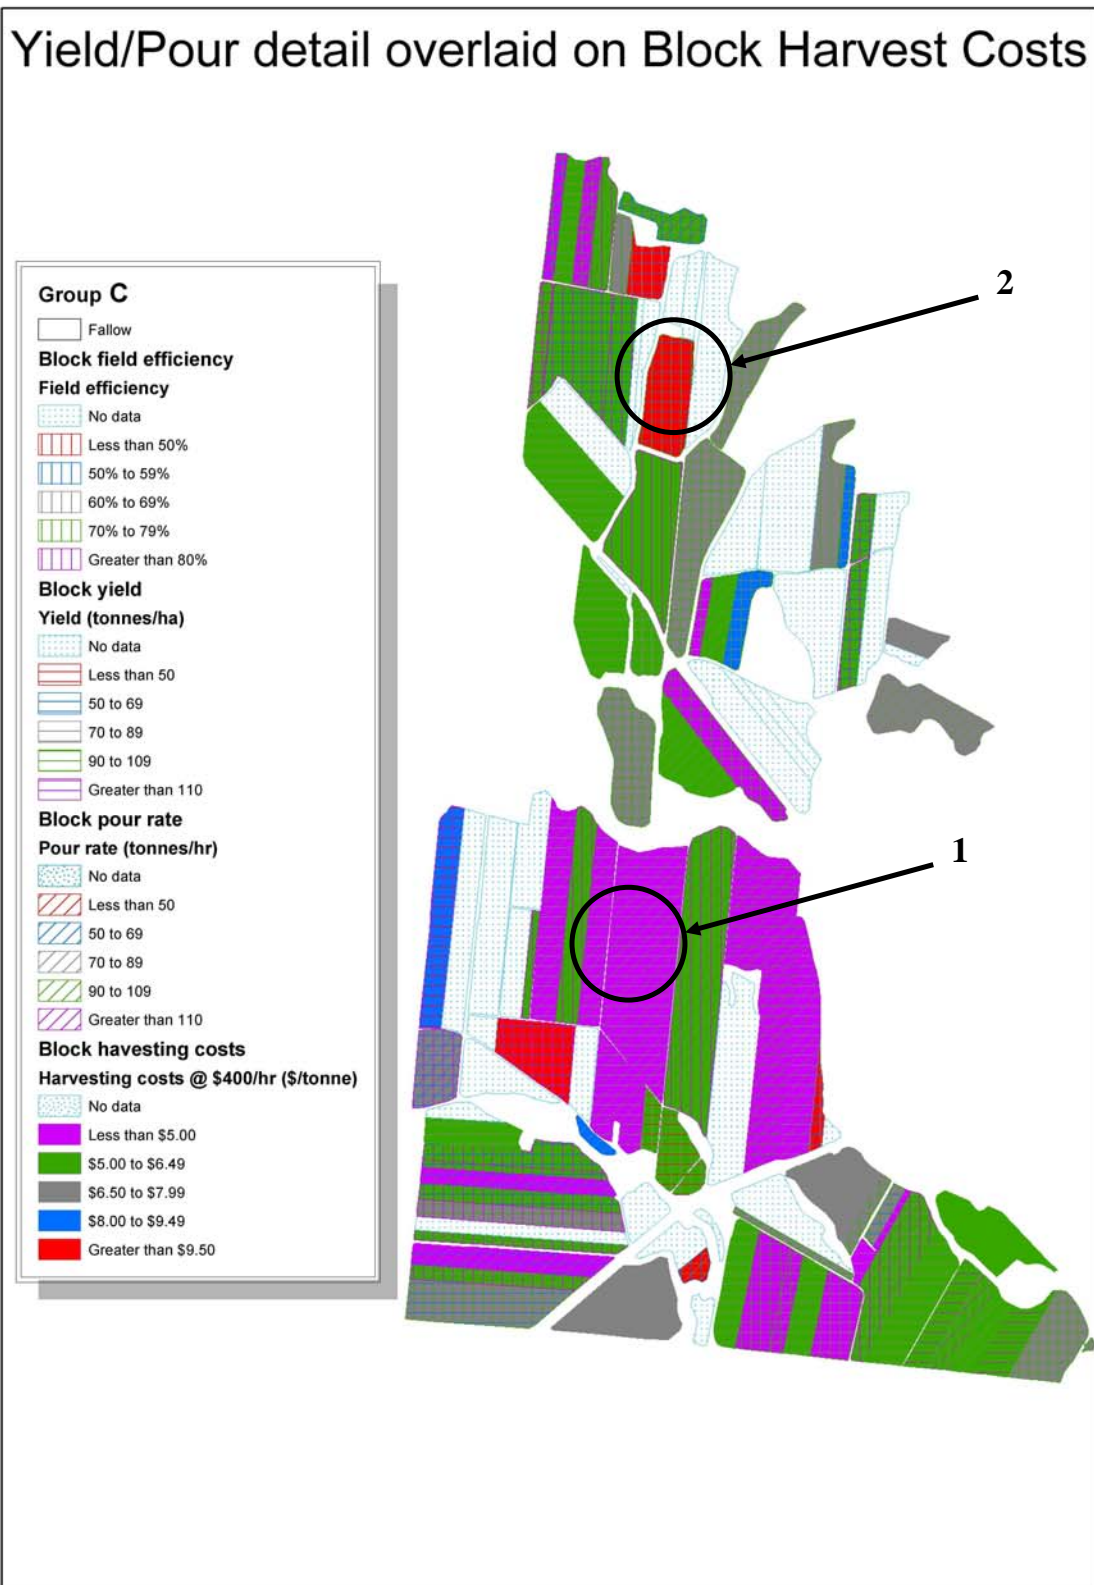 Yield/Pour detail overlaid on Block Harvest Costs
2
Group C
Fallow
Block field efficiency
Field efficiency
No data
Less than 50%
50% to 59%
60% to 69%
70% to 79%
Greater than 80%
Block yield
Yield (tonnes/ha)
No data
Less than 50
50 to 69
70 to 89
90 to 109
Greater than 110
Block pour rate
Pour rate (tonnes/hr)
No data
Less than 50
50 to 69
70 to 89
90 to 109
Greater than 110
Block havesting costs
Harvesting costs @ $400/hr ($/tonne)
No data
Less than $5.00
$5.00 to $6.49
$6.50 to $7.99
$8.00 to $9.49
Greater than $9.50
1